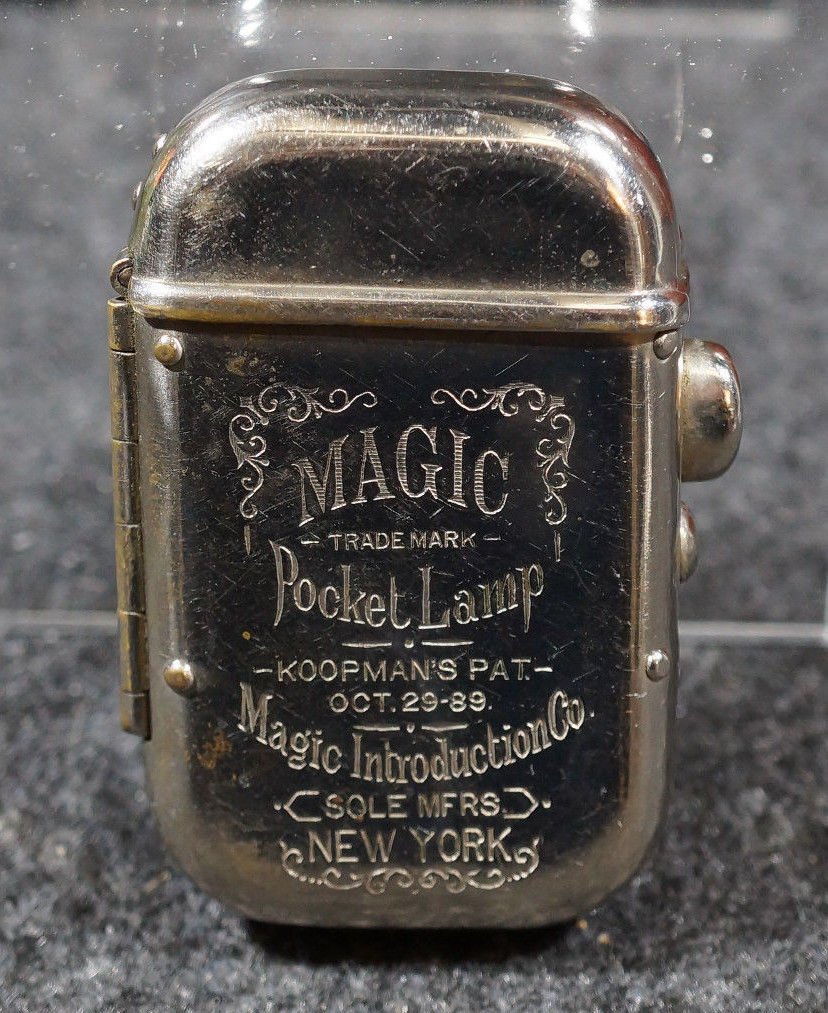 MAGIC
- TRADE MARK -
Pocket Lamp
-KOOPMAN'S PAT.-
OCT. 29-89.
Magic Introduction Co.
SOLE MFRS.
NEW YORK